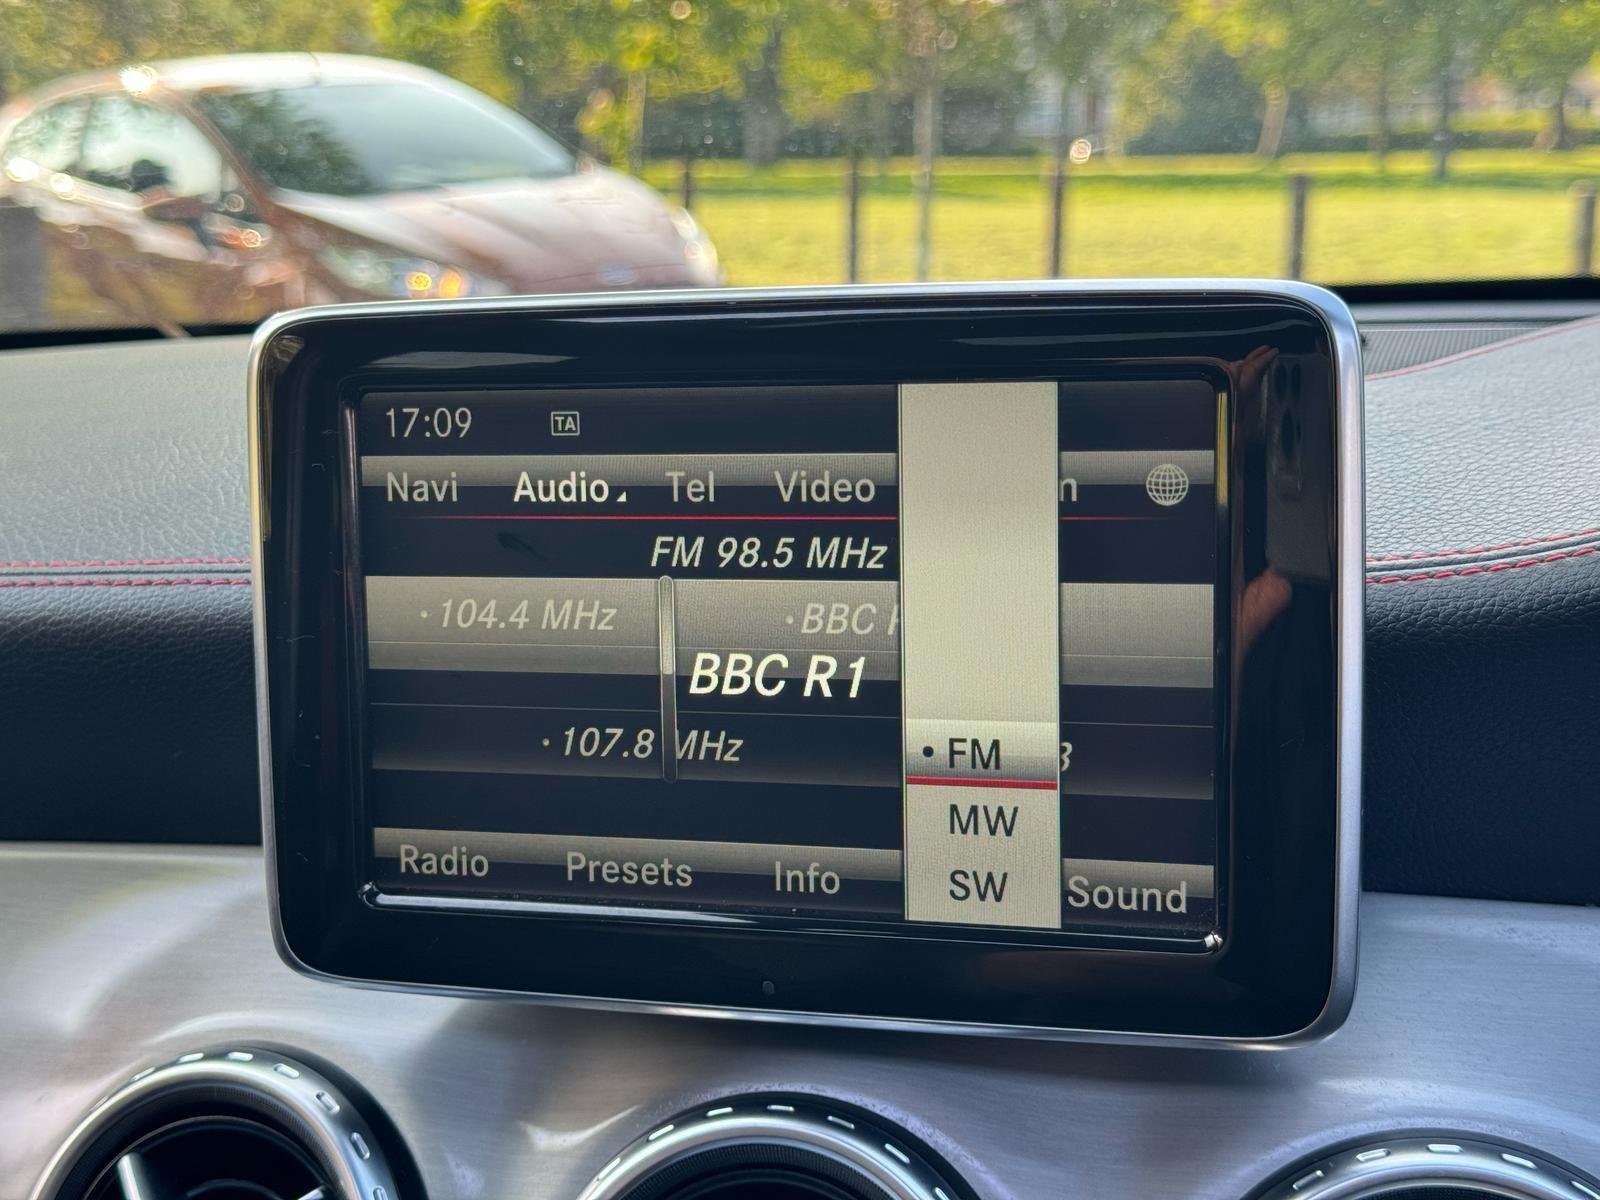 17:09 TA
Navi Audio Tel Video
FM 98.5 MHz
· 104.4 MHz · BBC
BBC R1
· 107.8 MHz
• FM
MW
SW
Radio Presets Info Sound